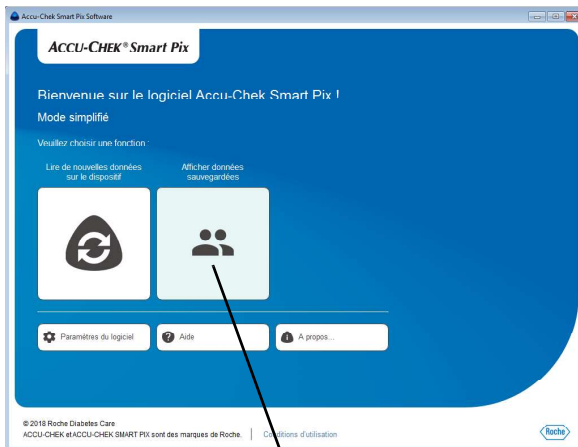 Accu-Chek Smart Pix Software
ACCU-CHEK® Smart Pix
Bienvenue sur le logiciel Accu-Chek Smart Pix !
Mode simplifié
Veuillez choisir une fonction :
Lire de nouvelles données
sur le dispositif
Afficher données
sauvegardées
Paramètres du logiciel
Aide
A propos...
© 2018 Roche Diabetes Care
ACCU-CHEK et ACCU-CHEK SMART PIX sont des marques de Roche.
Conditions d'utilisation
Roche